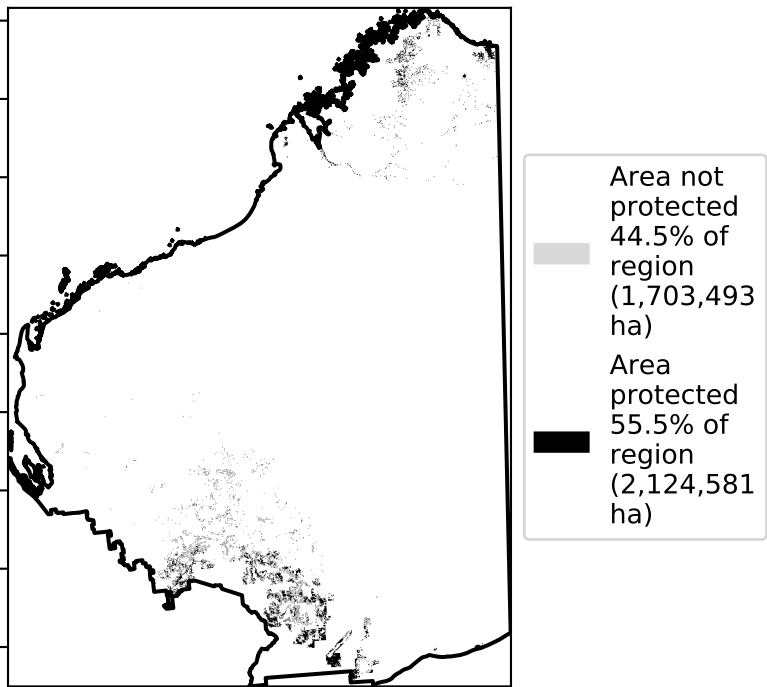 Area not
protected
44.5% of
region
(1,703,493
ha)
Area
protected
55.5% of
region
(2,124,581
ha)